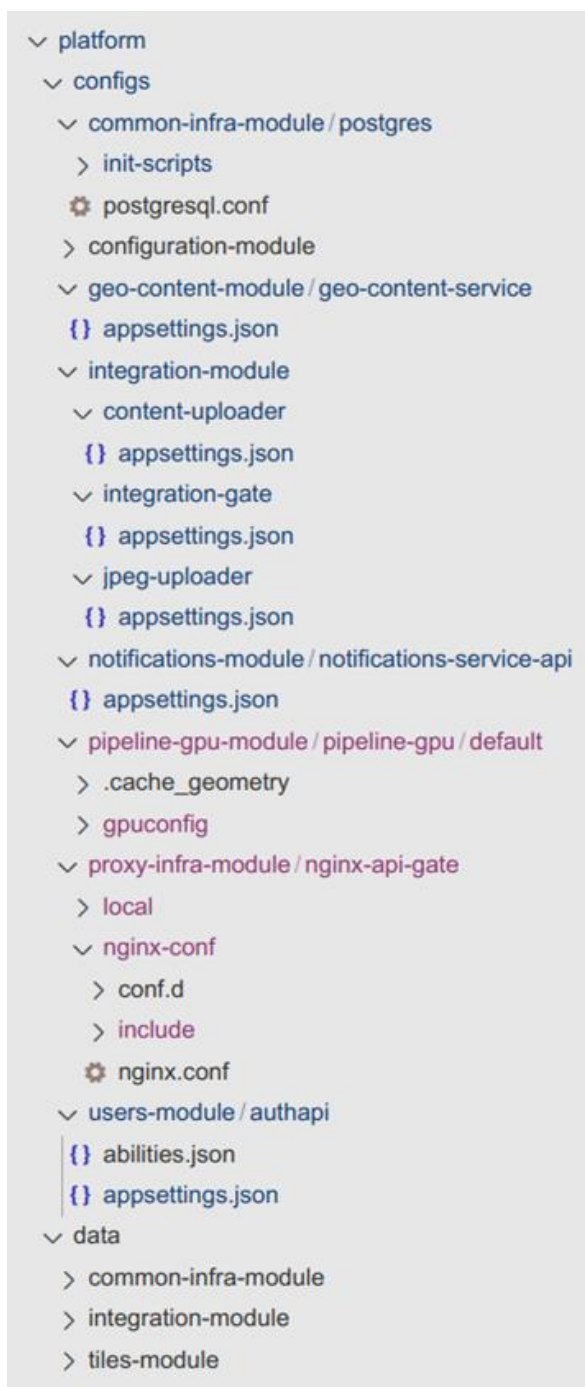 platform
configs
common-infra-module/postgres
init-scripts
postgresql.conf
configuration-module
geo-content-module/geo-content-service
{} appsettings.json
integration-module
content-uploader
{} appsettings.json
integration-gate
{} appsettings.json
jpeg-uploader
{} appsettings.json
notifications-module/notifications-service-api
{} appsettings.json
pipeline-gpu-module/pipeline-gpu/default
.cache_geometry
gpuconfig
proxy-infra-module/nginx-api-gate
local
nginx-conf
conf.d
include
nginx.conf
users-module/authapi
{} abilities.json
{} appsettings.json
data
common-infra-module
integration-module
tiles-module